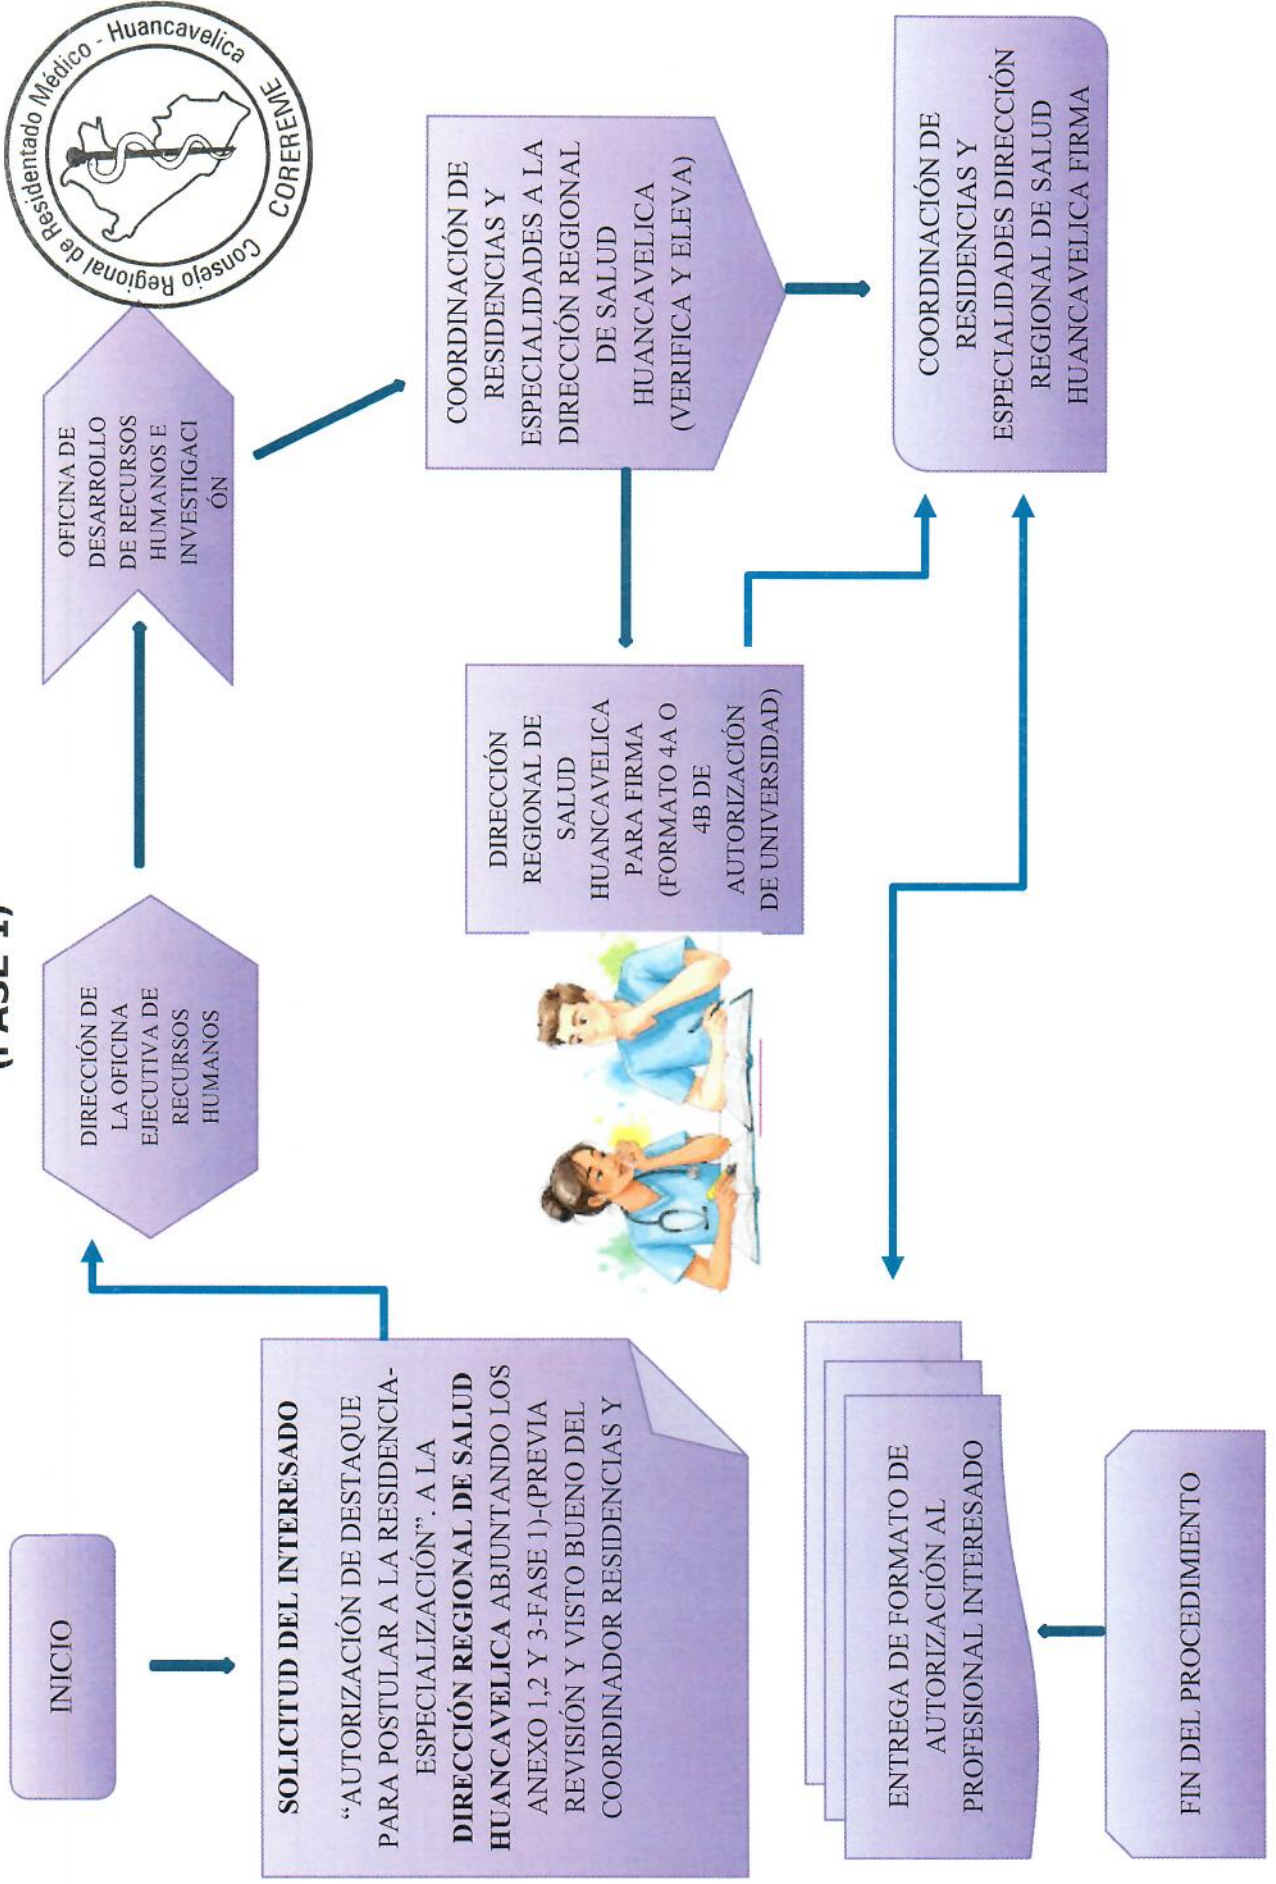 (FASE 1)
INICIO
SOLICITUD DEL INTERESADO
“AUTORIZACIÓN DE DESTAQUE
PARA POSTULAR A LA RESIDENCIA-
ESPECIALIZACIÓN”. A LA
DIRECCIÓN REGIONAL DE SALUD
HUANCAVELICA ABJUNTANDO LOS
ANEXO 1,2 Y 3-FASE 1)-(PREVIA
REVISIÓN Y VISTO BUENO DEL
COORDINADOR RESIDENCIAS Y
DIRECCIÓN DE
LA OFICINA
EJECUTIVA DE
RECURSOS
HUMANOS
OFICINA DE
DESARROLLO
DE RECURSOS
HUMANOS E
INVESTIGACI
ÓN
Consejo Regional de Residentado Médico - Huancavelica
COREREME
COORDINACIÓN DE
RESIDENCIAS Y
ESPECIALIDADES A LA
DIRECCIÓN REGIONAL
DE SALUD
HUANCAVELICA
(VERIFICA Y ELEVA)
DIRECCIÓN
REGIONAL DE
SALUD
HUANCAVELICA
PARA FIRMA
(FORMATO 4A O
4B DE
AUTORIZACIÓN
DE UNIVERSIDAD)
COORDINACIÓN DE
RESIDENCIAS Y
ESPECIALIDADES DIRECCIÓN
REGIONAL DE SALUD
HUANCAVELICA FIRMA
ENTREGA DE FORMATO DE
AUTORIZACIÓN AL
PROFESIONAL INTERESADO
FIN DEL PROCEDIMIENTO